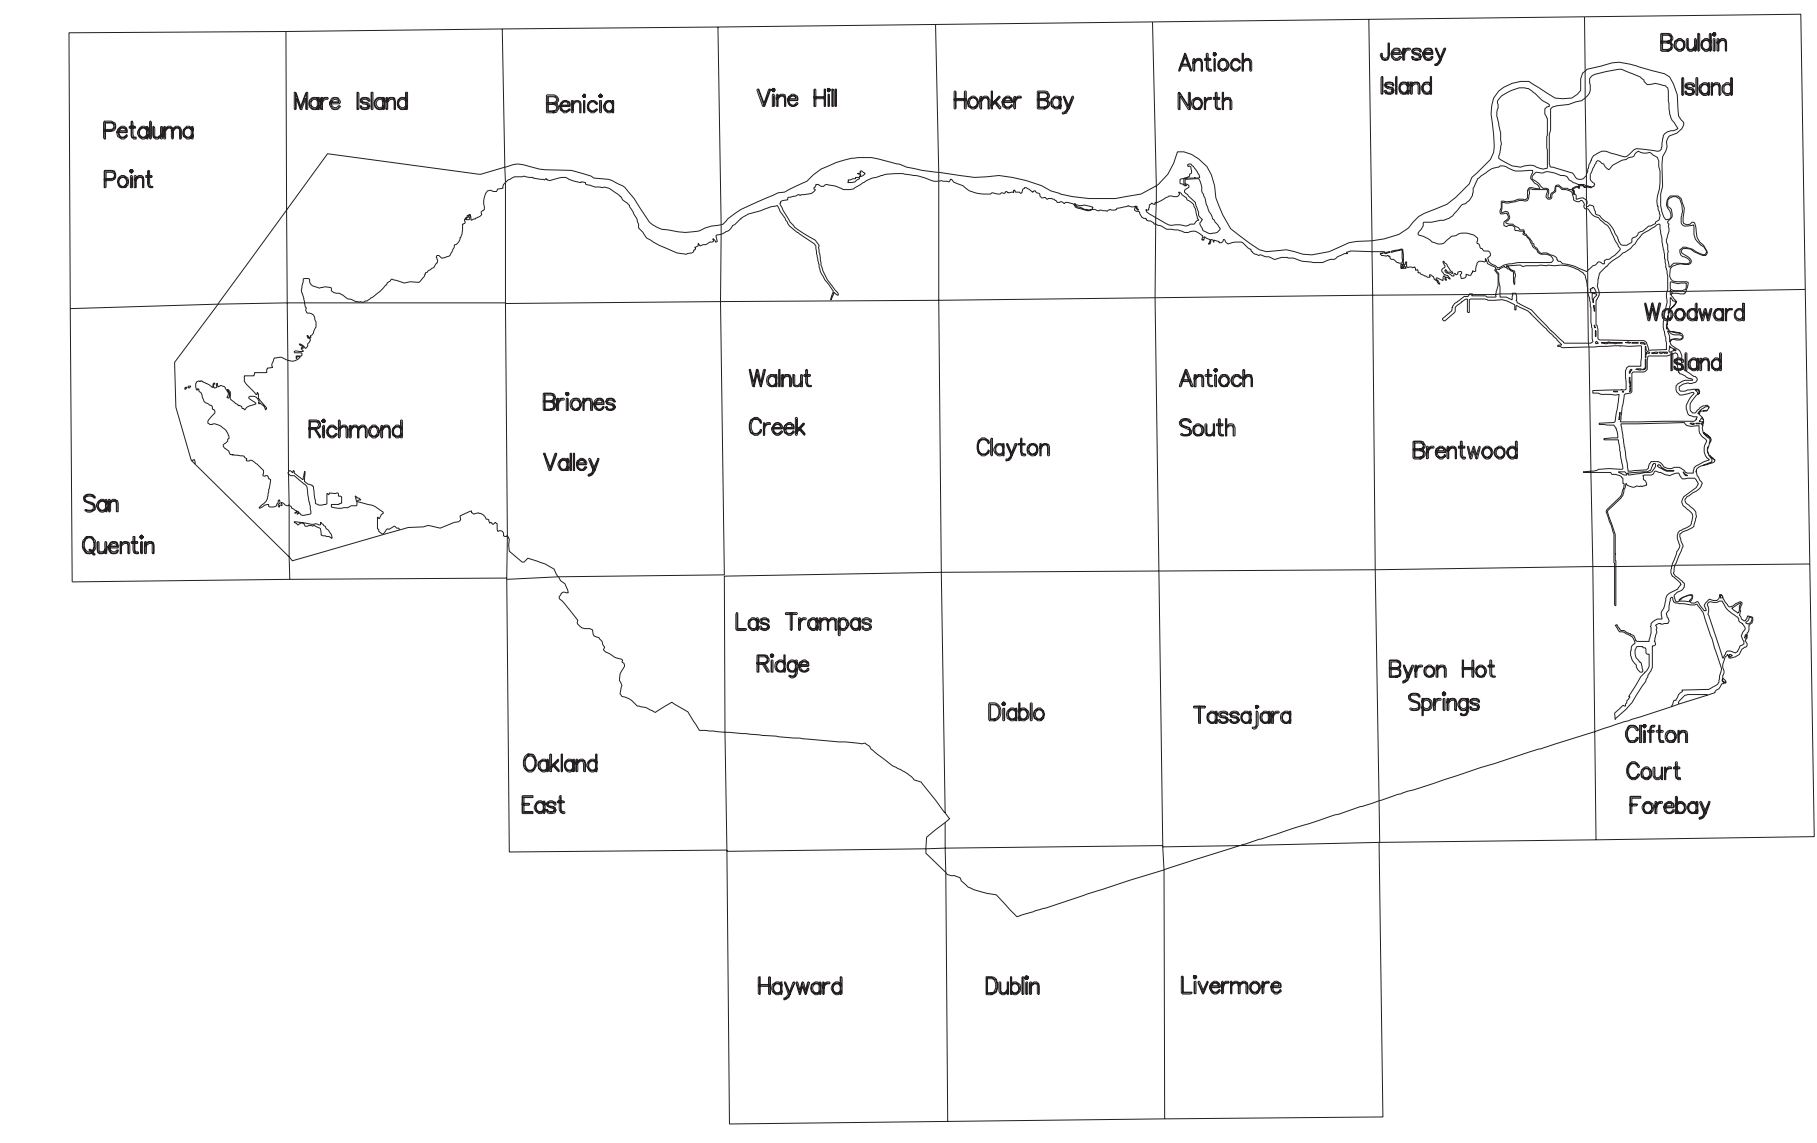 Petaluma
Point
Mare Island
Benicia
Vine Hill
Honker Bay
Antioch
North
Jersey
Island
Bouldin
Island
San
Quentin
Richmond
Briones
Valley
Walnut
Creek
Clayton
Antioch
South
Brentwood
Woodward
Island
Oakland
East
Las Trampas
Ridge
Diablo
Tassajara
Byron Hot
Springs
Clifton
Court
Forebay
Hayward
Dublin
Livermore